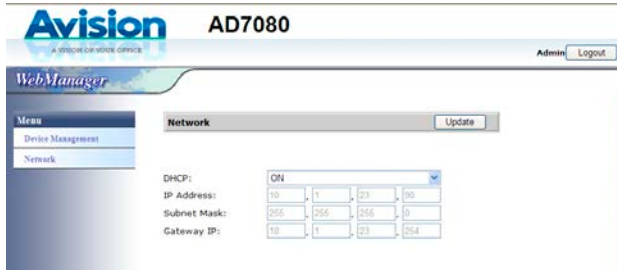 Avision AD7080
A VISION OF YOUR OFFICE
Admin Logout
WebManager
Menu
Device Management
Network
Network Update
DHCP: ON
IP Address: 10 . 1 . 23 . 90
Subnet Mask: 255 . 255 . 255 . 0
Gateway IP: 10 . 1 . 23 . 254